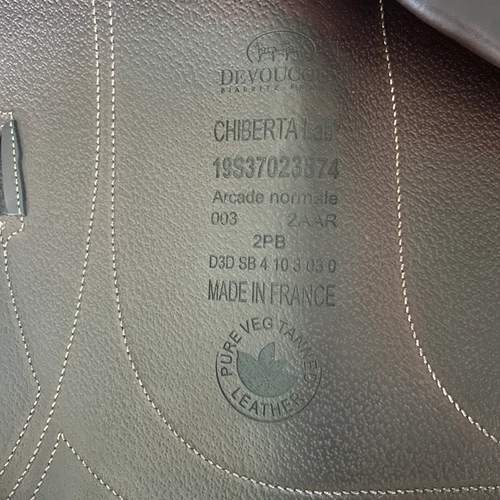 DEVOUCOUX
BIARRITZ - FRANCE
CHIBERTA
19S37023874
Arcade normale
003 2AAR
2PB
D3D SB 4 10 3 03 0
MADE IN FRANCE
PURE VEG TANNED
LEATHER